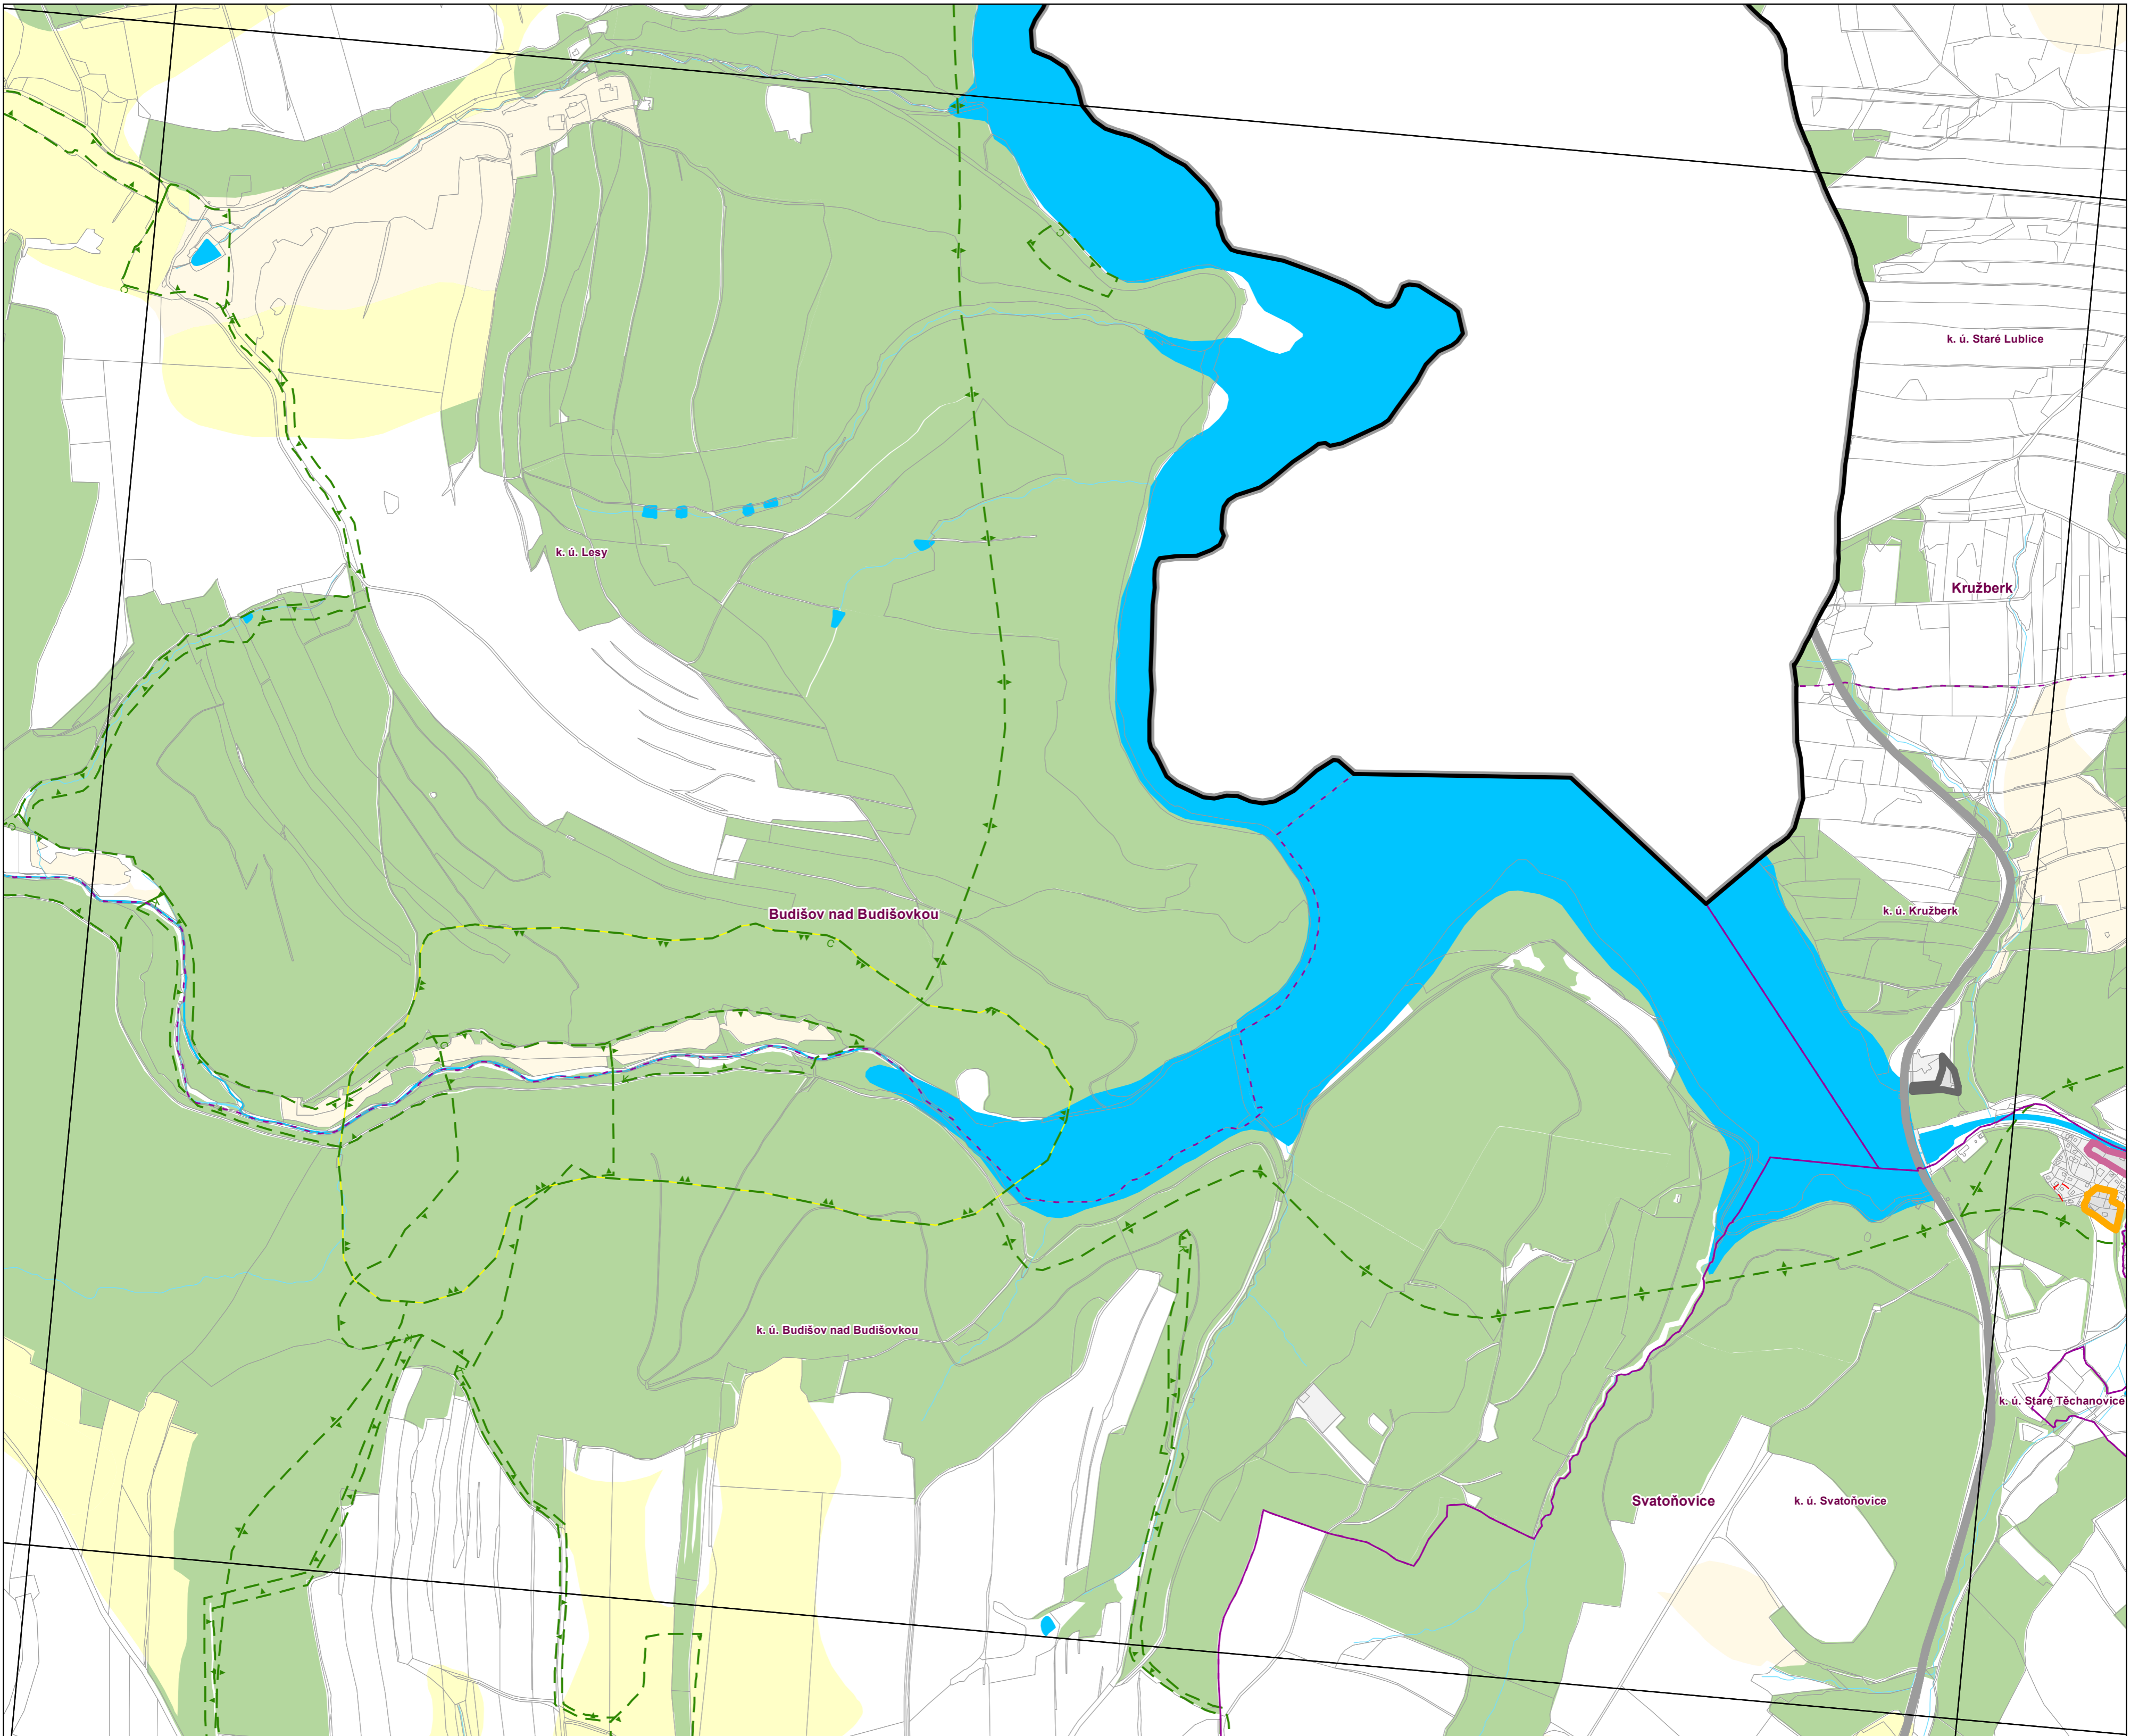 k. ú. Staré Lublice
k. ú. Lesy
Kružberk
k. ú. Kružberk
Budišov nad Budišovkou
k. ú. Budišov nad Budišovkou
k. ú. Staré Těchanovice
Svatoňovice
k. ú. Svatoňovice